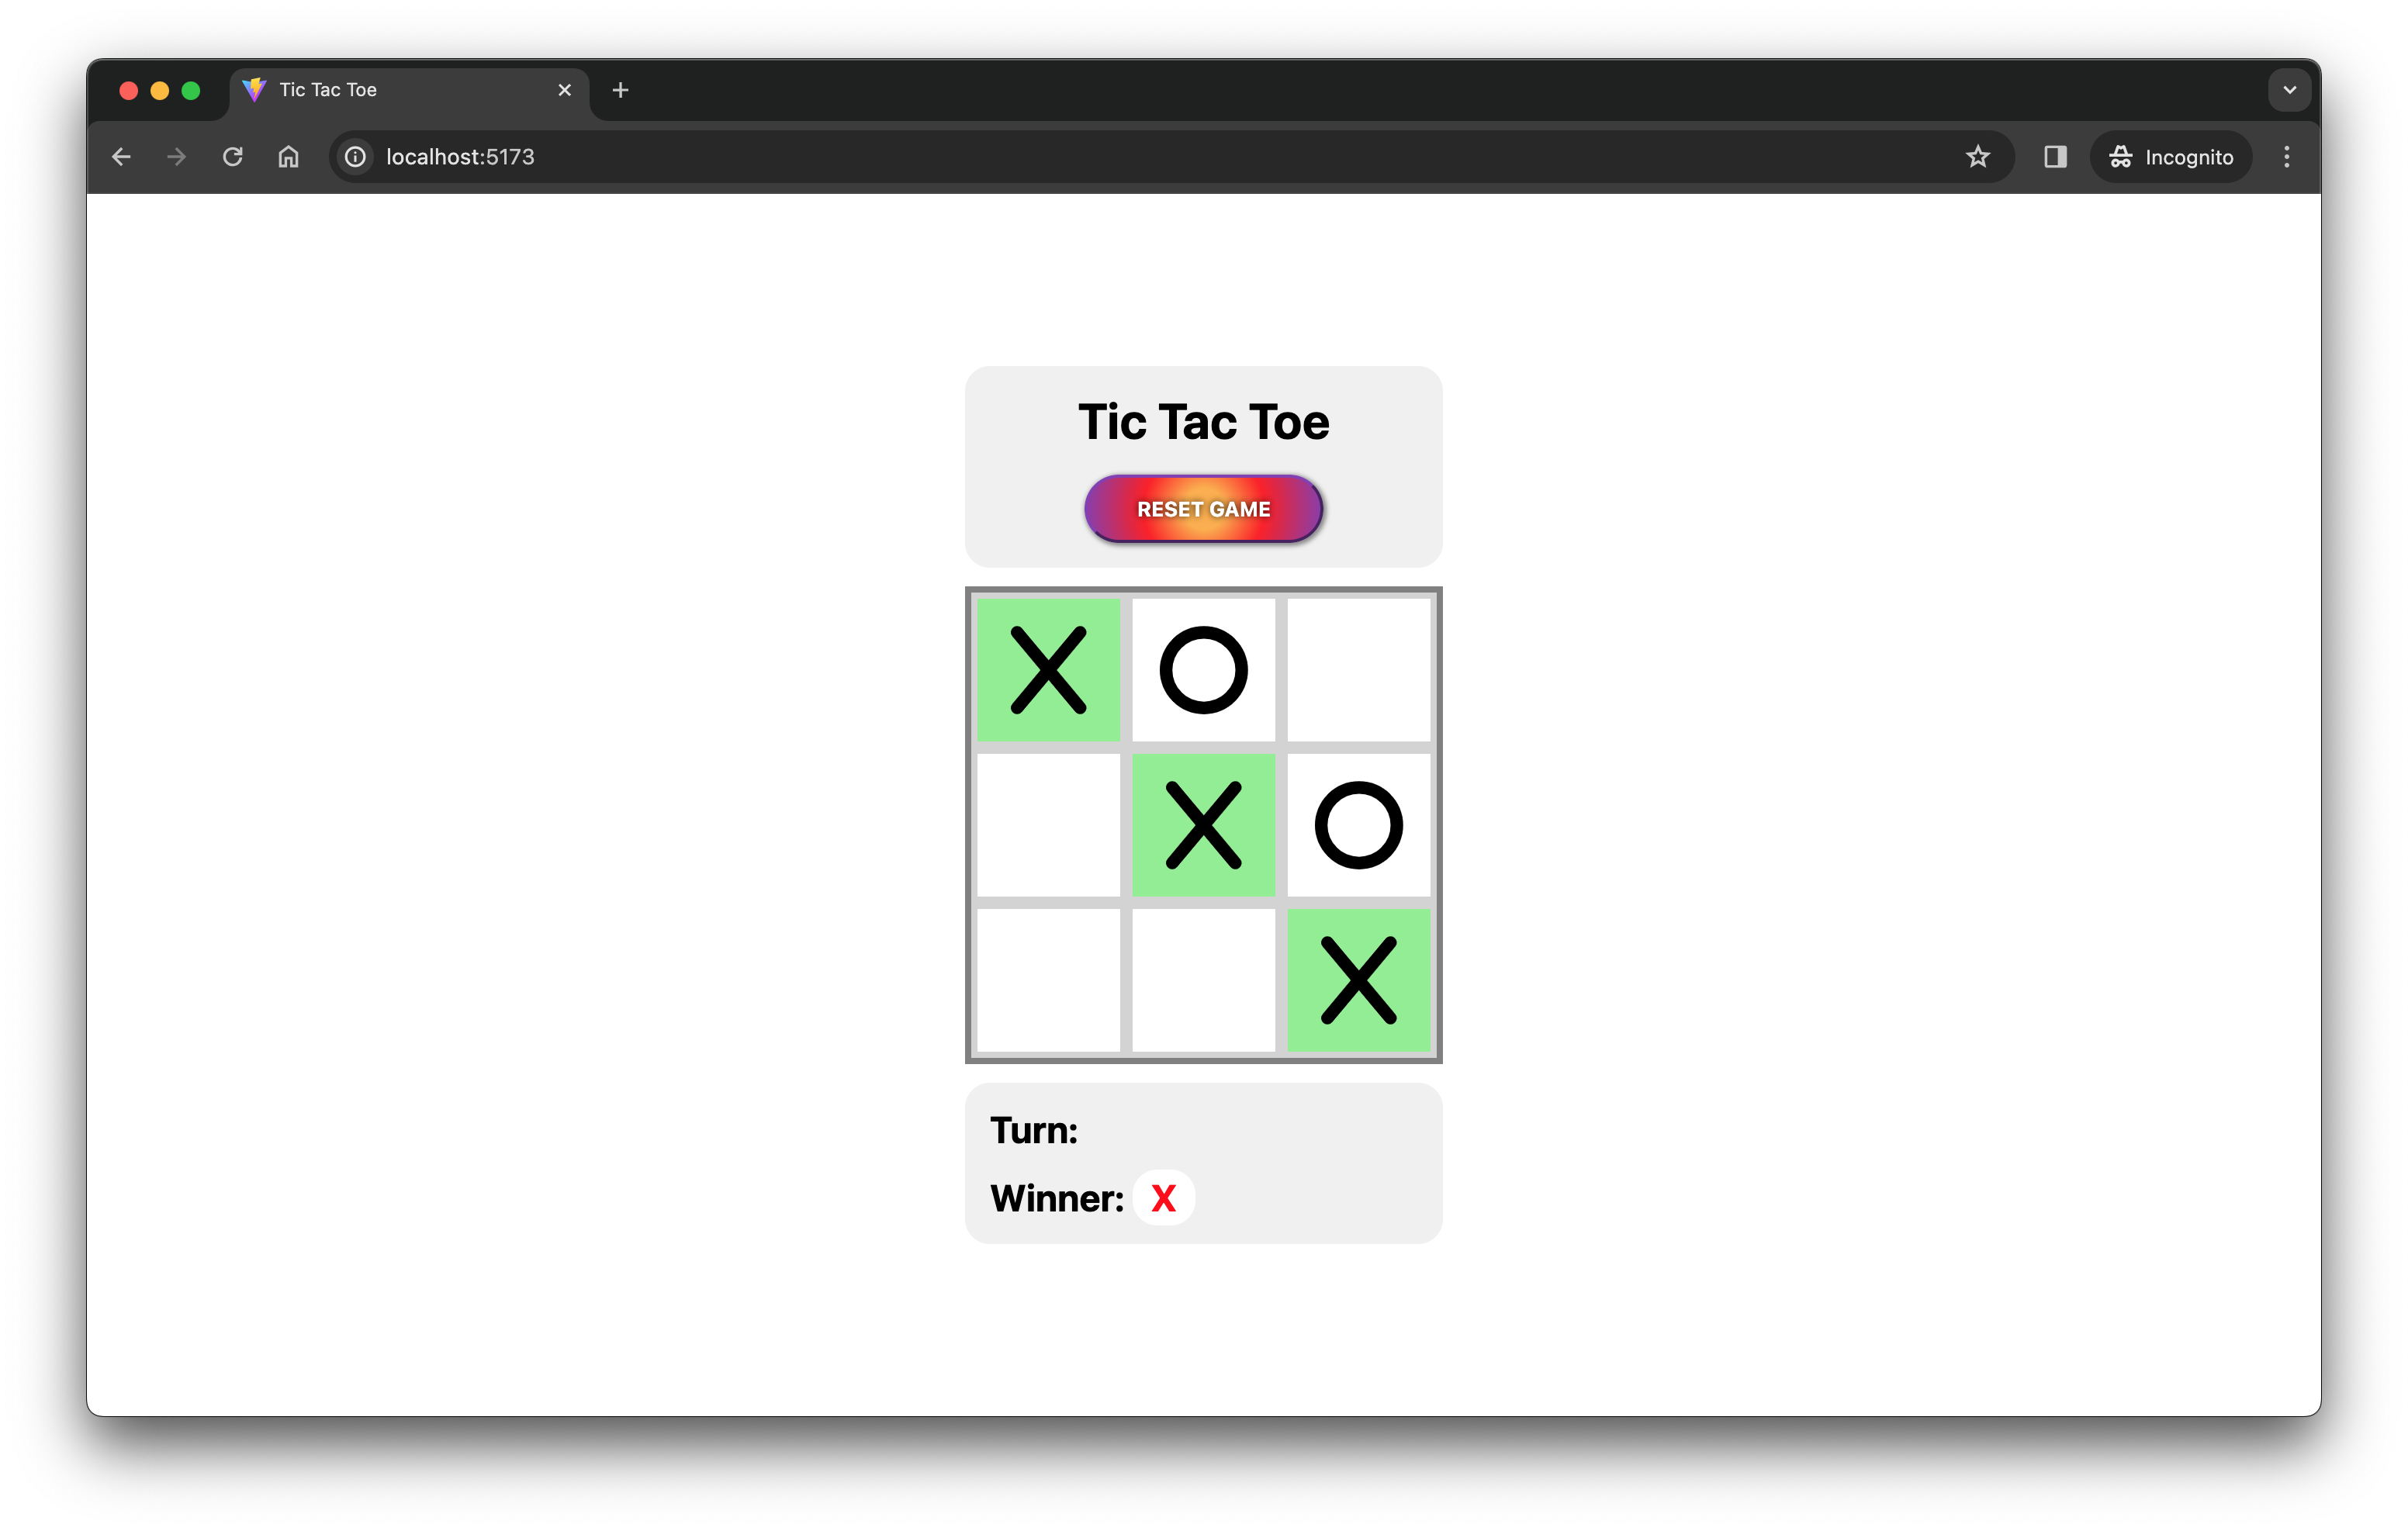 Tic Tac Toe
localhost:5173
Incognito
Tic Tac Toe
RESET GAME
X O
X O
X
Turn:
Winner: X